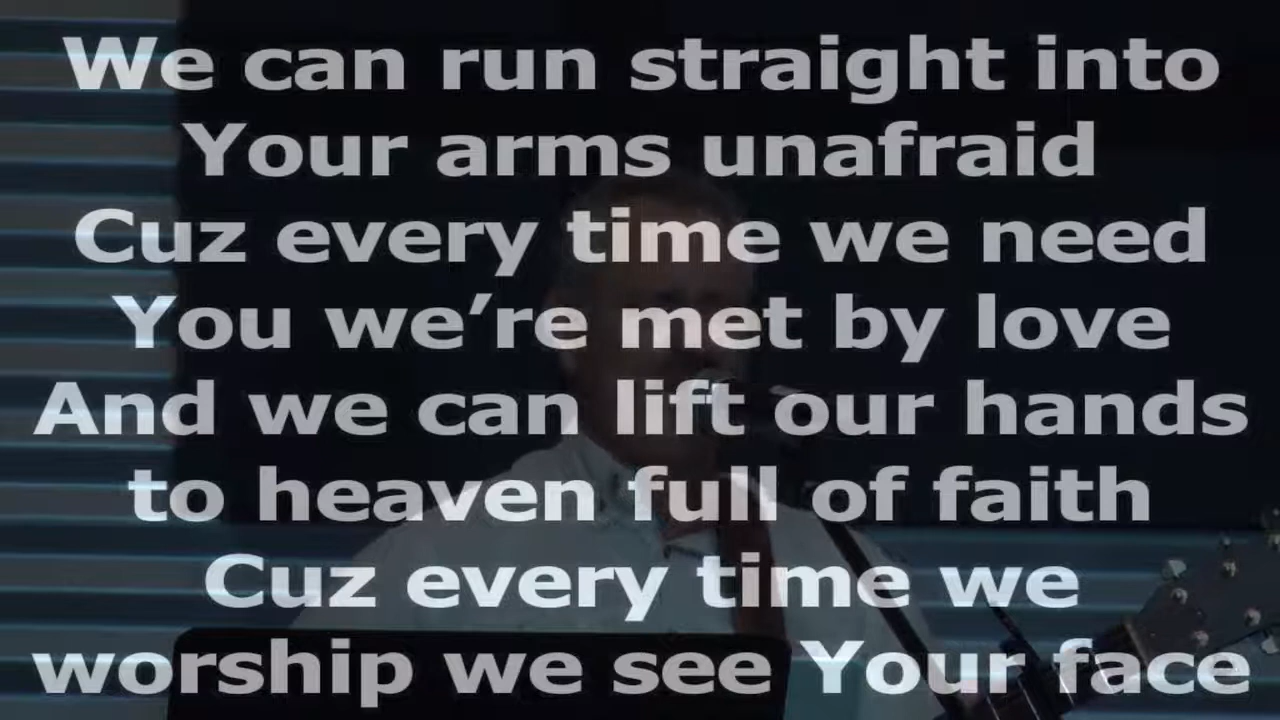 We can run straight into
Your arms unafraid
Cuz every time we need
You we’re met by love
And we can lift our hands
to heaven full of faith
Cuz every time we
worship we see Your face